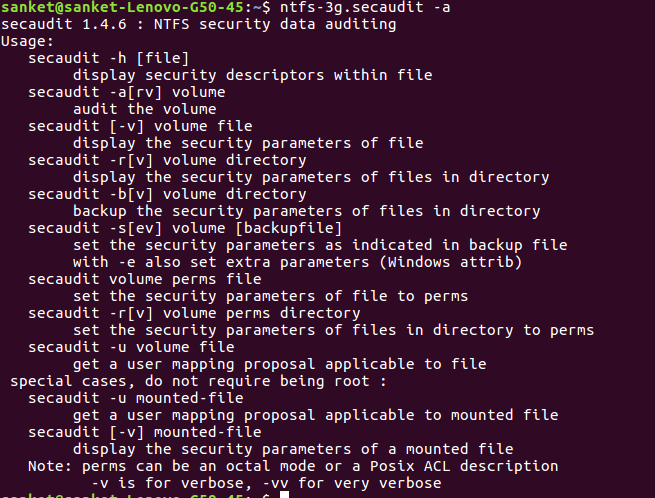 sanket@sanket-Lenovo-G50-45:~$ ntfs-3g.secaudit -a
secaudit 1.4.6 : NTFS security data auditing
Usage:
   secaudit -h [file]
        display security descriptors within file
   secaudit -a[rv] volume
        audit the volume
   secaudit [-v] volume file
        display the security parameters of file
   secaudit -r[v] volume directory
        display the security parameters of files in directory
   secaudit -b[v] volume directory
        backup the security parameters of files in directory
   secaudit -s[ev] volume [backupfile]
        set the security parameters as indicated in backup file
        with -e also set extra parameters (Windows attrib)
   secaudit volume perms file
        set the security parameters of file to perms
   secaudit -r[v] volume perms directory
        set the security parameters of files in directory to perms
   secaudit -u volume file
        get a user mapping proposal applicable to file
 special cases, do not require being root :
   secaudit -u mounted-file
        get a user mapping proposal applicable to mounted file
   secaudit [-v] mounted-file
        display the security parameters of a mounted file
   Note: perms can be an octal mode or a Posix ACL description
          -v is for verbose, -vv for very verbose
sanket@sanket-Lenovo-G50-45:~$